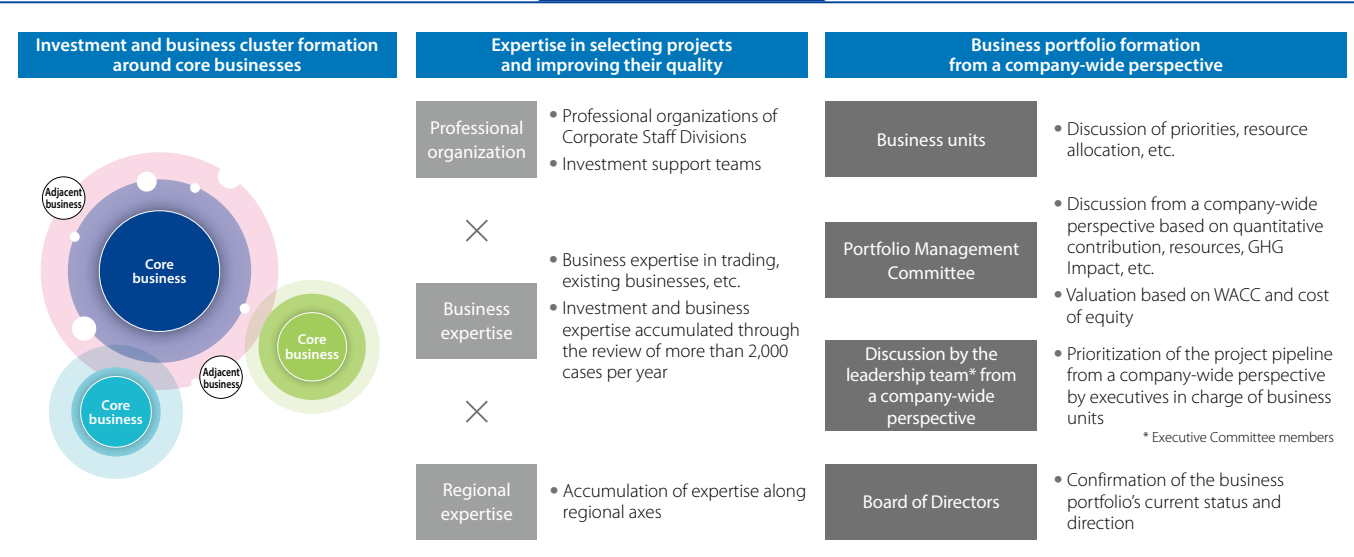 Investment and business cluster formation
around core businesses
Adjacent
business
Core
business
Core
business
Adjacent
business
Core
business
Expertise in selecting projects
and improving their quality
Professional
organization
• Professional organizations of
Corporate Staff Divisions
• Investment support teams
×
Business
expertise
• Business expertise in trading,
existing businesses, etc.
• Investment and business
expertise accumulated through
the review of more than 2,000
cases per year
×
Regional
expertise
• Accumulation of expertise along
regional axes
Business portfolio formation
from a company-wide perspective
Business units
• Discussion of priorities, resource
allocation, etc.
Portfolio Management
Committee
• Discussion from a company-wide
perspective based on quantitative
contribution, resources, GHG
Impact, etc.
• Valuation based on WACC and cost
of equity
Discussion by the
leadership team* from
a company-wide
perspective
• Prioritization of the project pipeline
from a company-wide perspective
by executives in charge of business
units
* Executive Committee members
Board of Directors
• Confirmation of the business
portfolio’s current status and
direction